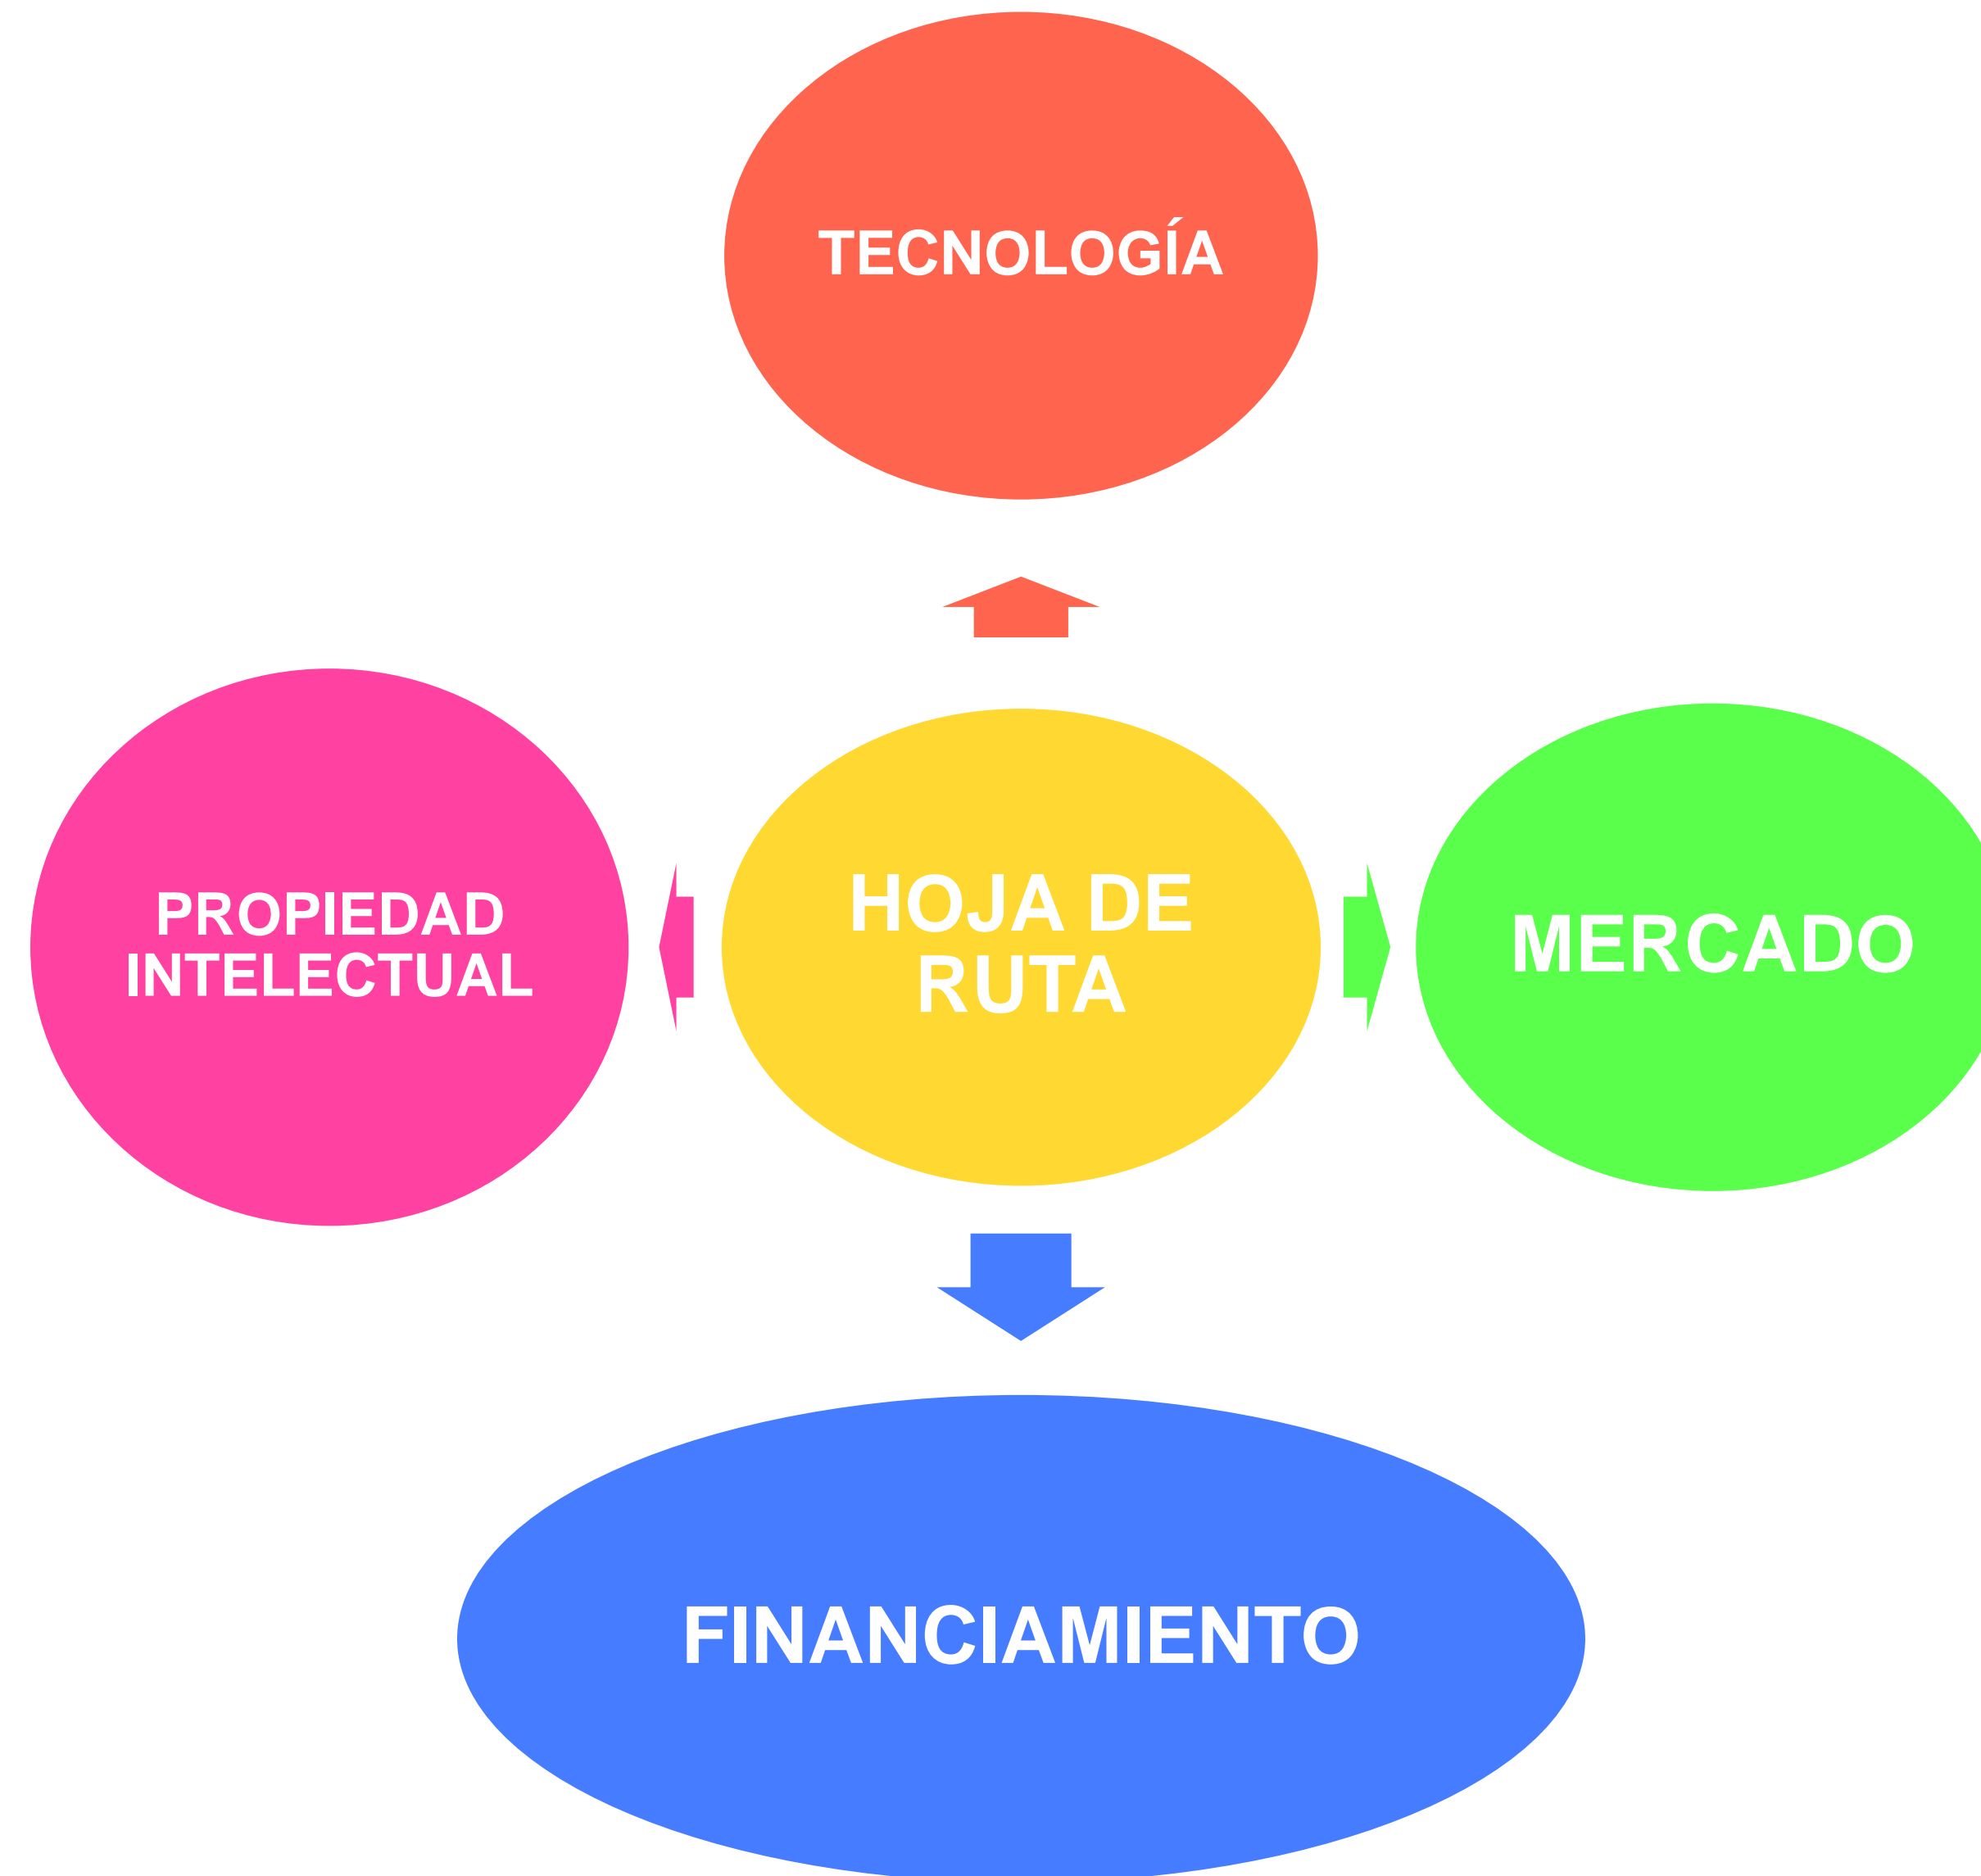 TECNOLOGÍA
PROPIEDAD
INTELECTUAL
HOJA DE
RUTA
MERCADO
FINANCIAMIENTO